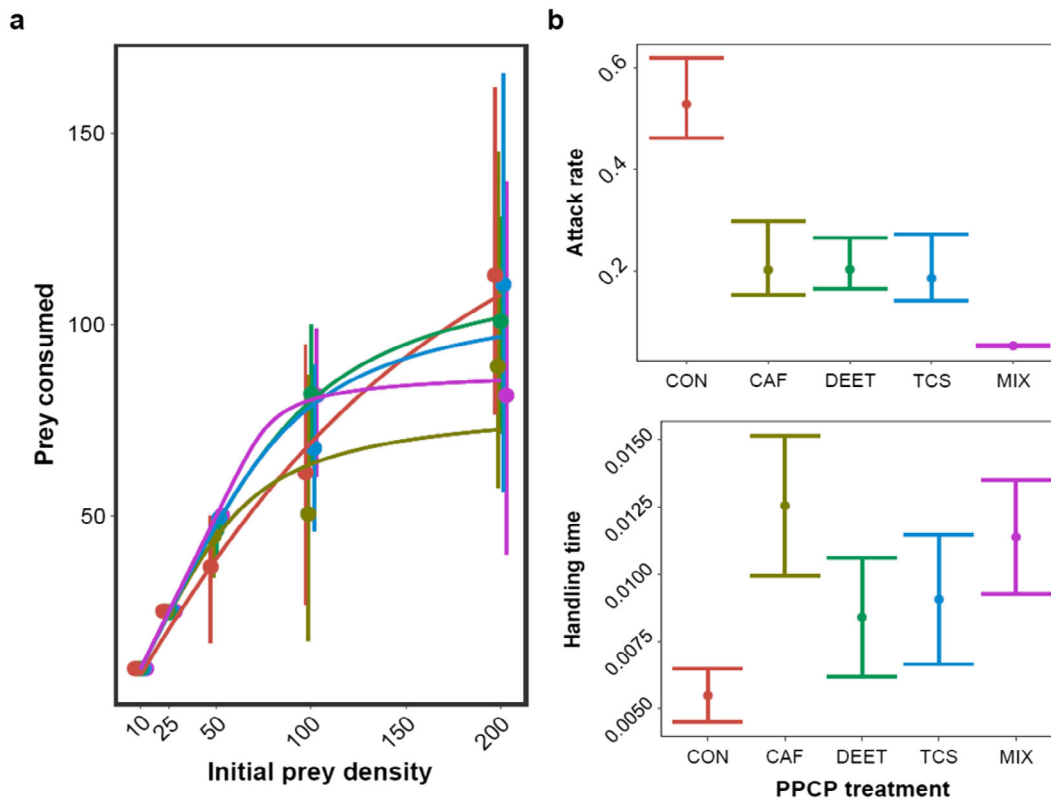 a
Prey consumed
150
100
50
10
25
50
100
150
200
Initial prey density
b
Attack rate
0.6
0.4
0.2
CON
CAF
DEET
TCS
MIX
Handling time
0.0150
0.0125
0.0100
0.0075
0.0050
CON
CAF
DEET
TCS
MIX
PPCP treatment